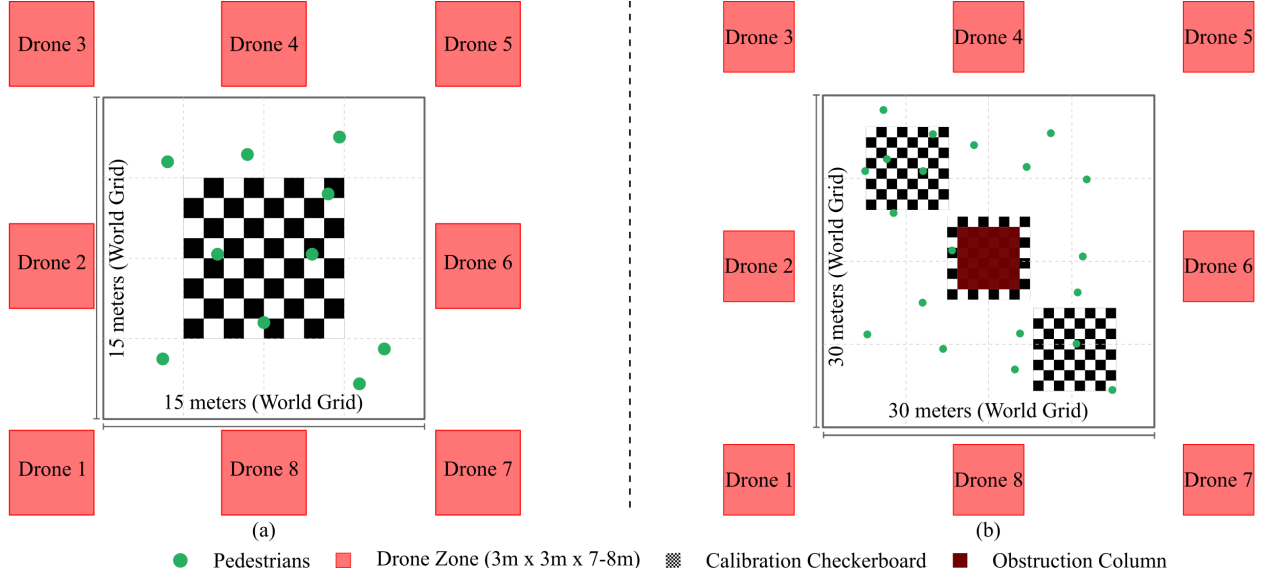 Drone 3
Drone 4
Drone 5
Drone 2
15 meters (World Grid)
Drone 6
15 meters (World Grid)
Drone 1
Drone 8
Drone 7
(a)
Drone 3
Drone 4
Drone 5
Drone 2
30 meters (World Grid)
Drone 6
30 meters (World Grid)
Drone 1
Drone 8
Drone 7
(b)
Pedestrians
Drone Zone (3m x 3m x 7-8m)
Calibration Checkerboard
Obstruction Column